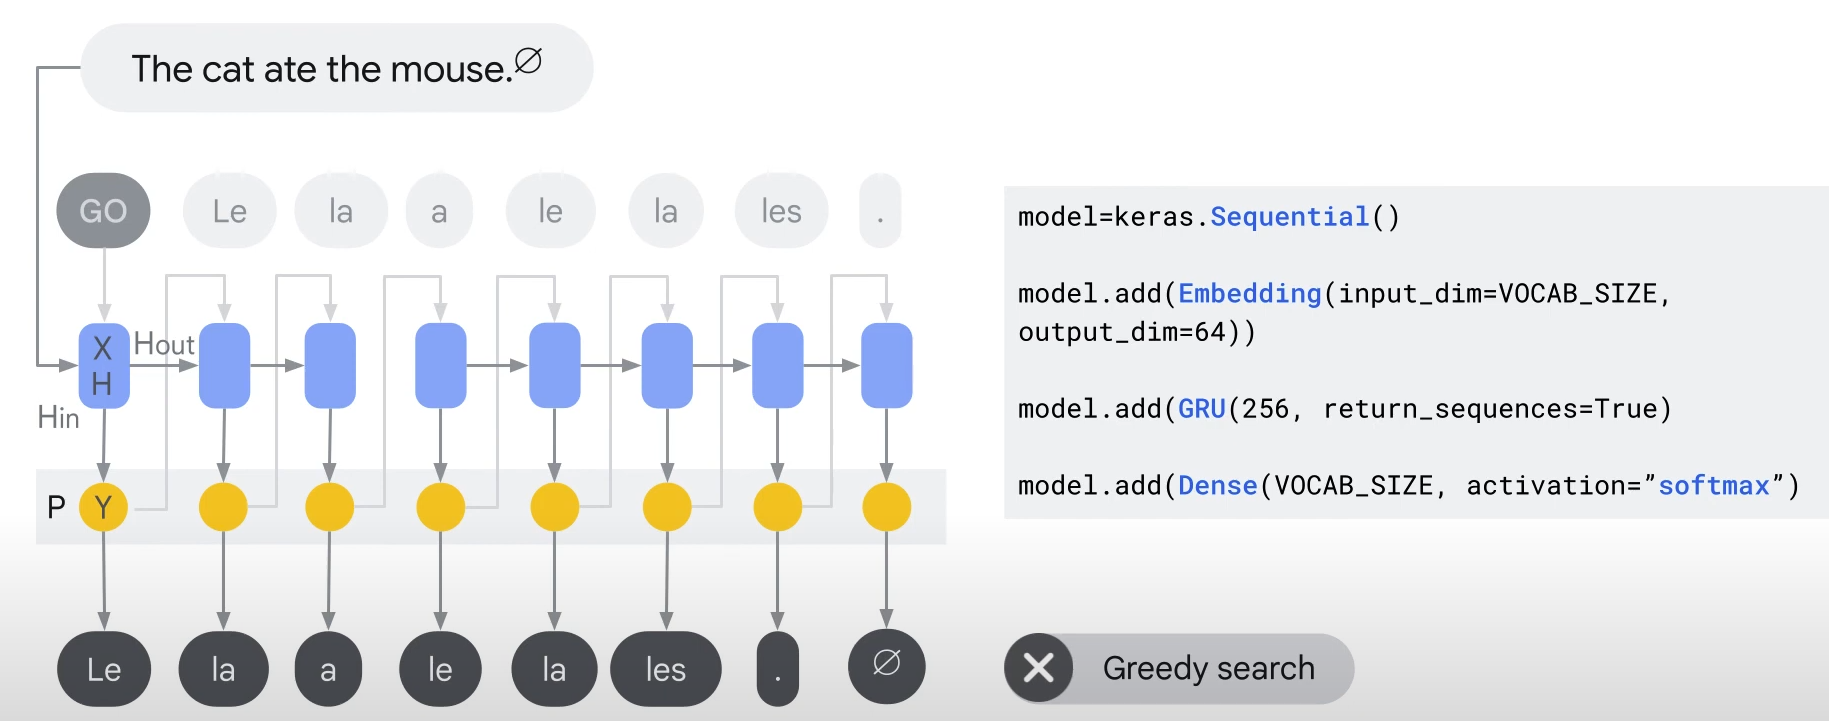 The cat ate the mouse.∅
GO Le la a le la les .
X
H
Hout
Hin
P Y
Le la a le la les . ∅
model=keras.Sequential()
model.add(Embedding(input_dim=VOCAB_SIZE,
output_dim=64))
model.add(GRU(256, return_sequences=True)
model.add(Dense(VOCAB_SIZE, activation=”softmax”)
Greedy search